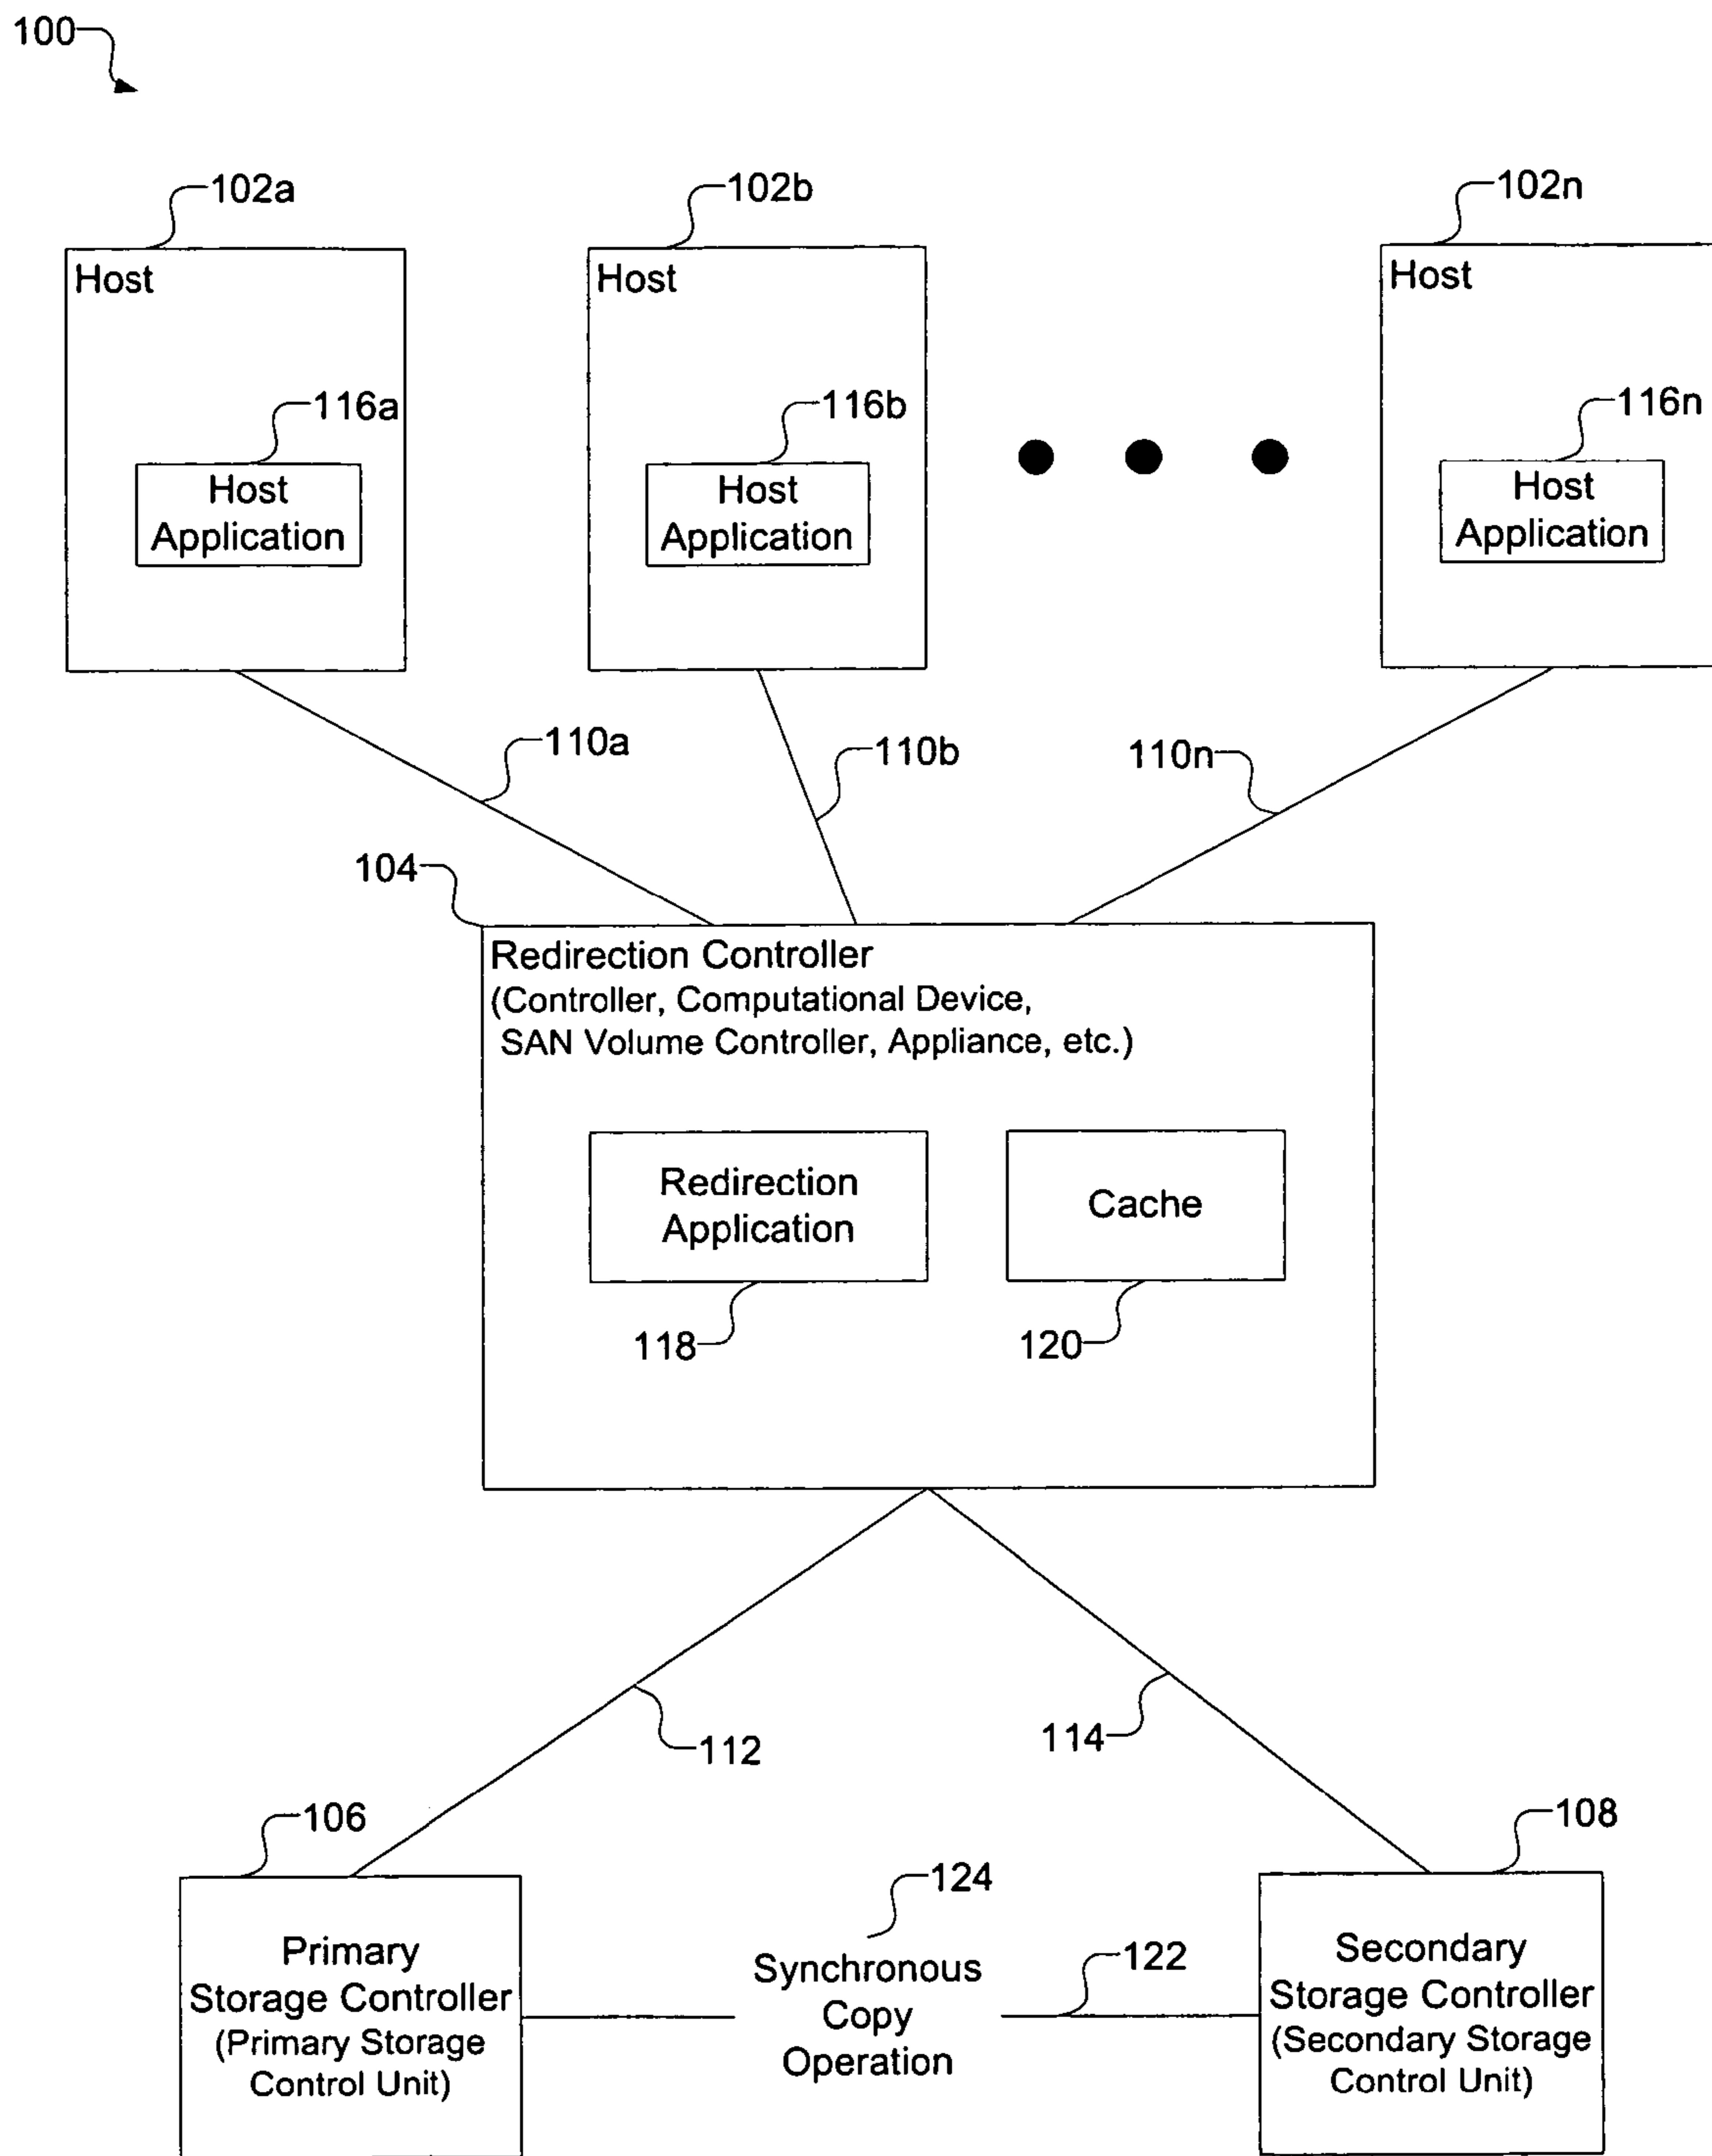 100
102a
102b
102n
Host
Host
Host
116a
116b
116n
Host
Application
Host
Application
Host
Application
110a
110b
110n
104
Redirection Controller
(Controller, Computational Device,
SAN Volume Controller, Appliance, etc.)
Redirection
Application
Cache
118
120
112
114
106
108
124
122
Primary
Storage Controller
(Primary Storage
Control Unit)
Synchronous
Copy
Operation
Secondary
Storage Controller
(Secondary Storage
Control Unit)